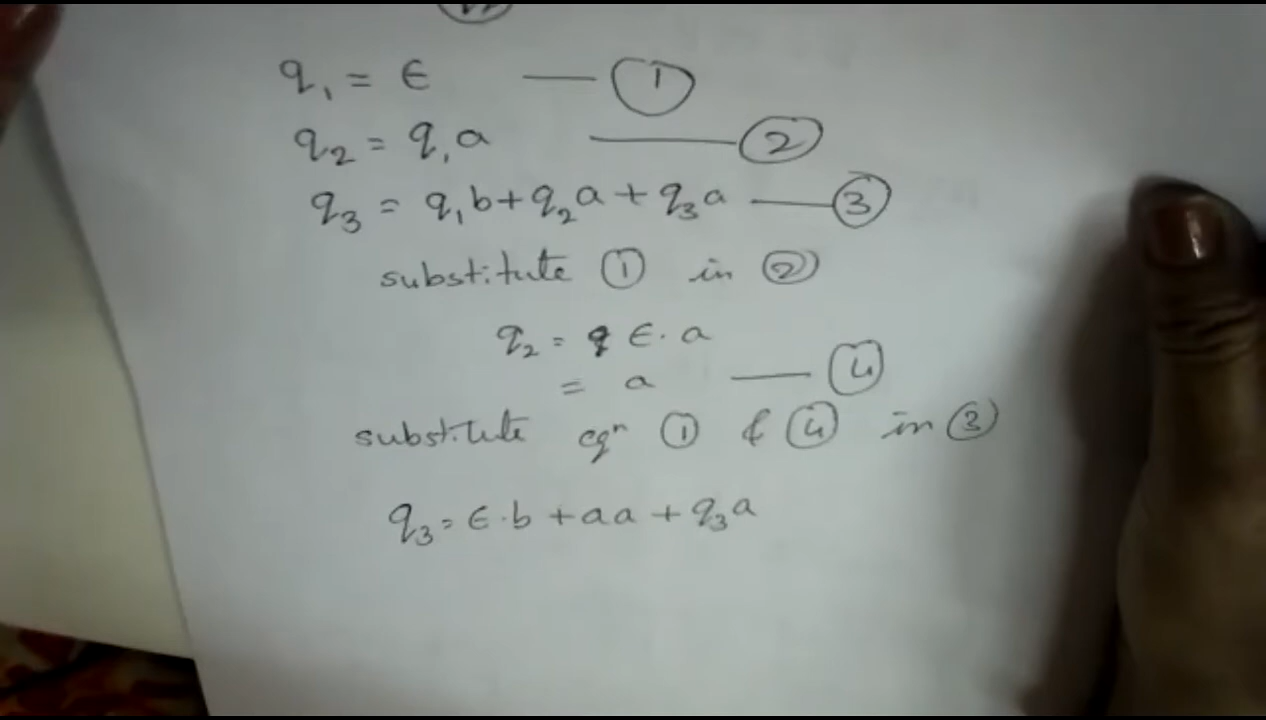 q₁ = ε — ①
q₂ = q₁a — ②
q₃ = q₁b + q₂a + q₃a — ③
substitute ① in ②
q₂ = ε · a
= a — ④
substitute eqⁿ ① & ④ in ③
q₃ = ε · b + aa + q₃a